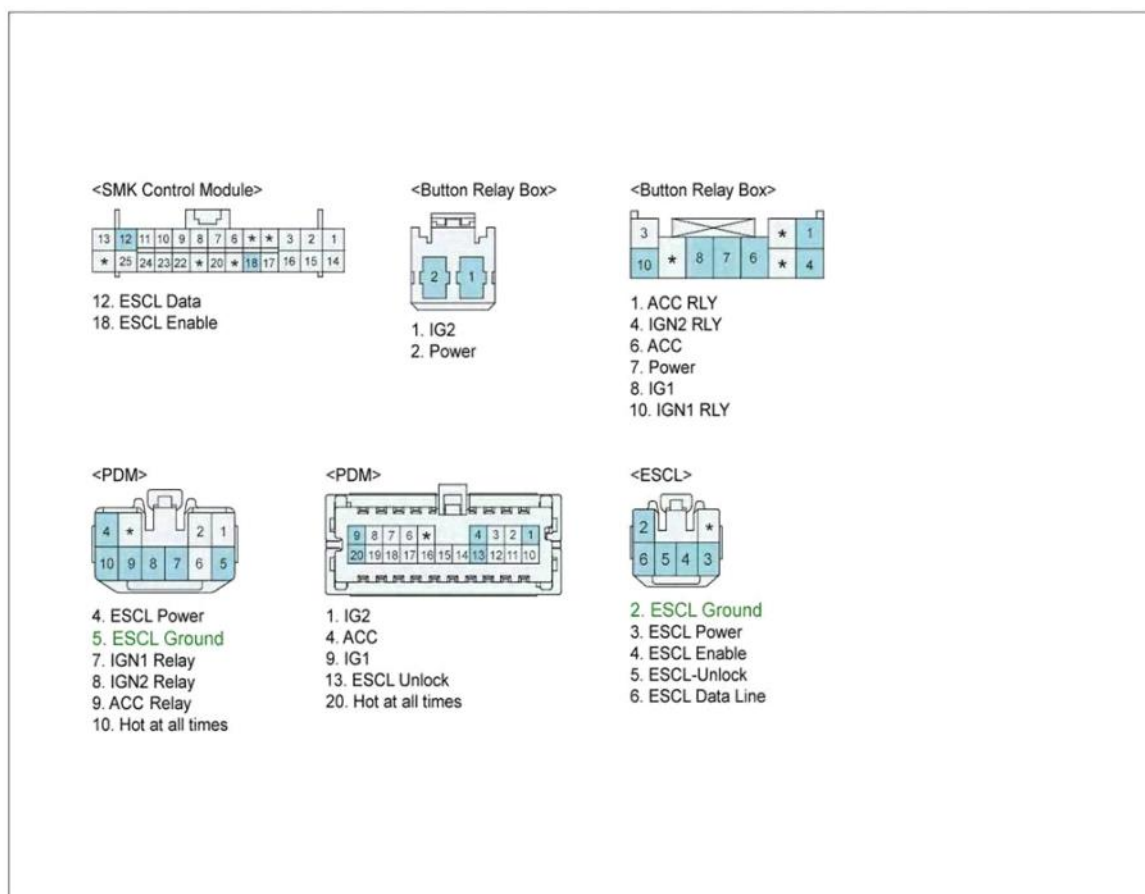 <SMK Control Module>
13 12 11 10 9 8 7 6 * * 3 2 1
* 25 24 23 22 * 20 * 18 17 16 15 14
12. ESCL Data
18. ESCL Enable
<Button Relay Box>
2 1
1. IG2
2. Power
<Button Relay Box>
3 * 1
10 * 8 7 6 * 4
1. ACC RLY
4. IGN2 RLY
6. ACC
7. Power
8. IG1
10. IGN1 RLY
<PDM>
4 * 2 1
10 9 8 7 6 5
4. ESCL Power
5. ESCL Ground
7. IGN1 Relay
8. IGN2 Relay
9. ACC Relay
10. Hot at all times
<PDM>
9 8 7 6 * 4 3 2 1
20 19 18 17 16 15 14 13 12 11 10
1. IG2
4. ACC
9. IG1
13. ESCL Unlock
20. Hot at all times
<ESCL>
2 *
6 5 4 3
2. ESCL Ground
3. ESCL Power
4. ESCL Enable
5. ESCL-Unlock
6. ESCL Data Line